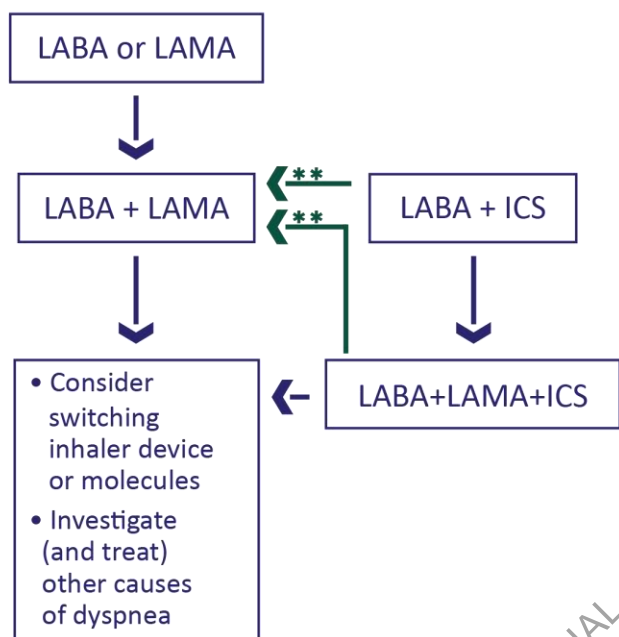 LABA or LAMA
LABA + LAMA
**
**
LABA + ICS
• Consider
switching
inhaler device
or molecules
• Investigate
(and treat)
other causes
of dyspnea
LABA+LAMA+ICS